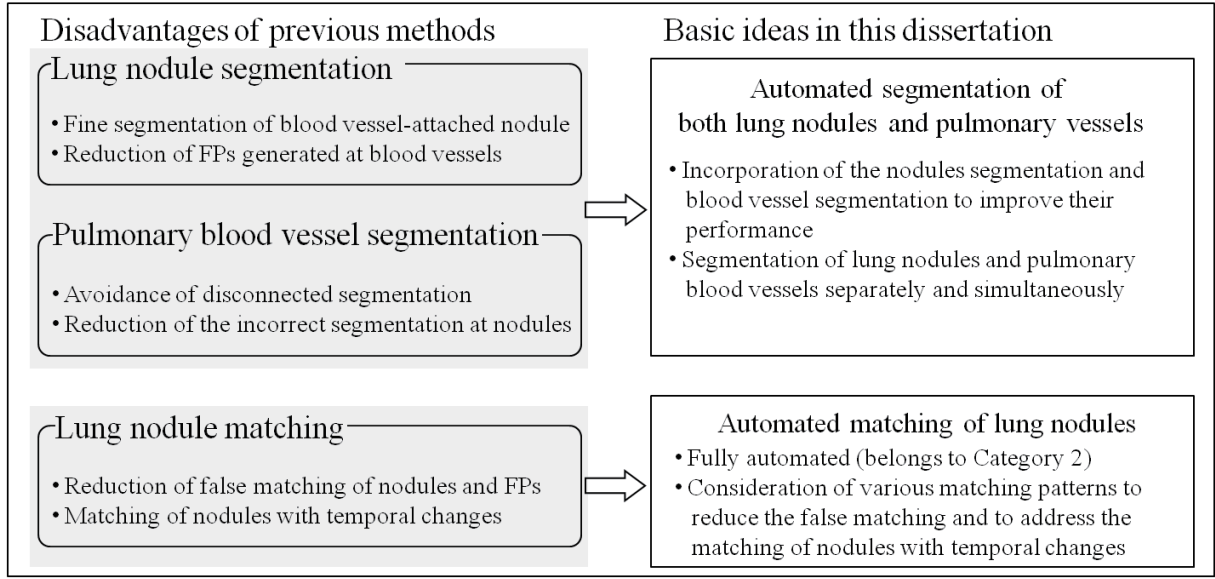 Disadvantages of previous methods
Lung nodule segmentation
• Fine segmentation of blood vessel-attached nodule
• Reduction of FPs generated at blood vessels
Pulmonary blood vessel segmentation
• Avoidance of disconnected segmentation
• Reduction of the incorrect segmentation at nodules
Lung nodule matching
• Reduction of false matching of nodules and FPs
• Matching of nodules with temporal changes
Basic ideas in this dissertation
Automated segmentation of
both lung nodules and pulmonary vessels
• Incorporation of the nodules segmentation and
blood vessel segmentation to improve their
performance
• Segmentation of lung nodules and pulmonary
blood vessels separately and simultaneously
Automated matching of lung nodules
• Fully automated (belongs to Category 2)
• Consideration of various matching patterns to
reduce the false matching and to address the
matching of nodules with temporal changes